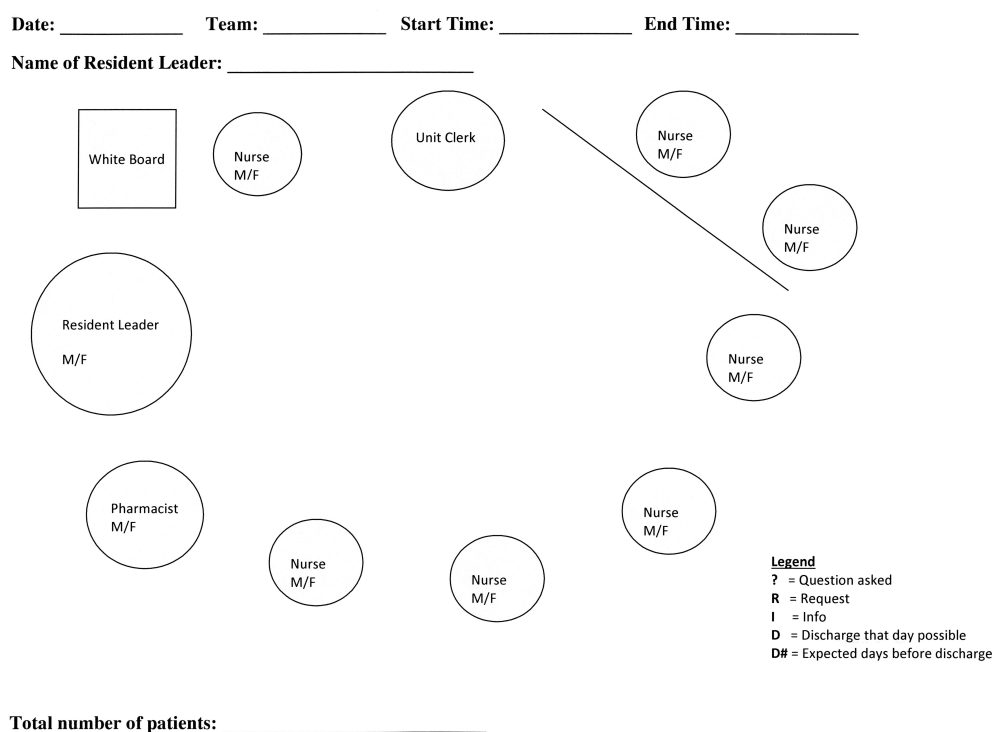 Date: ____________ Team: ____________ Start Time: _____________ End Time: ____________
Name of Resident Leader: ________________________
White Board
Nurse
M/F
Unit Clerk
Nurse
M/F
Nurse
M/F
Resident Leader
M/F
Nurse
M/F
Pharmacist
M/F
Nurse
M/F
Nurse
M/F
Nurse
M/F
Legend
? = Question asked
R = Request
I = Info
D = Discharge that day possible
D# = Expected days before discharge
Total number of patients: __________________________